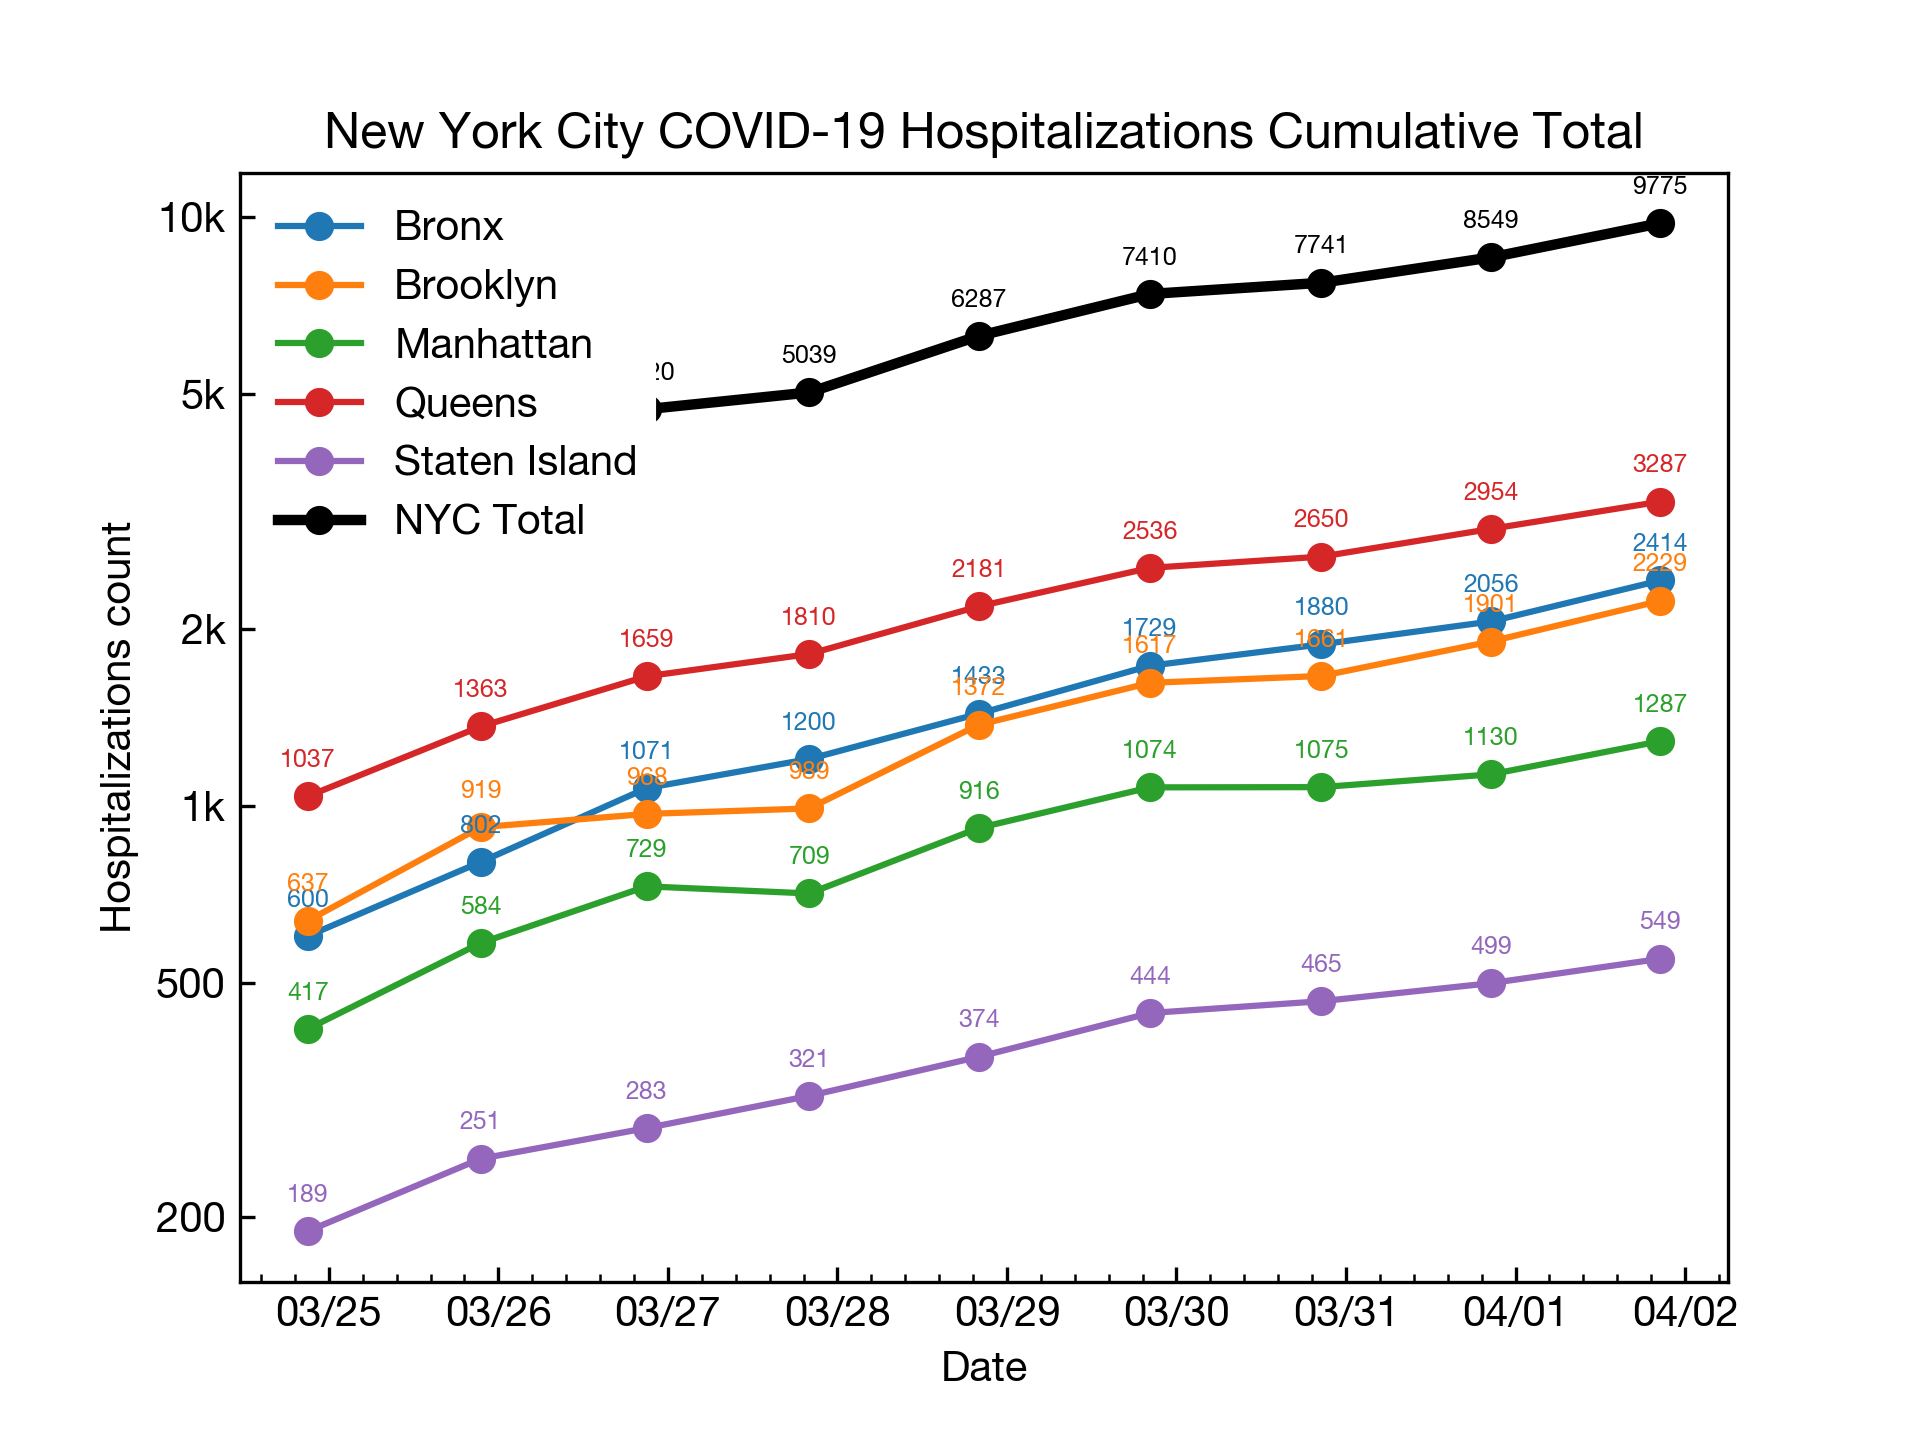 New York City COVID-19 Hospitalizations Cumulative Total
Hospitalizations count
10k
5k
2k
1k
500
200
Bronx
Brooklyn
Manhattan
Queens
Staten Island
NYC Total
20 5039 6287 7410 7741 8549 9775
1037 1363 1659 1810 2181 2536 2650 2954 3287
600 802 1071 1200 1433 1729 1880 2056 2414
637 919 968 989 1372 1617 1661 1901 2229
417 584 729 709 916 1074 1075 1130 1287
189 251 283 321 374 444 465 499 549
03/25 03/26 03/27 03/28 03/29 03/30 03/31 04/01 04/02
Date